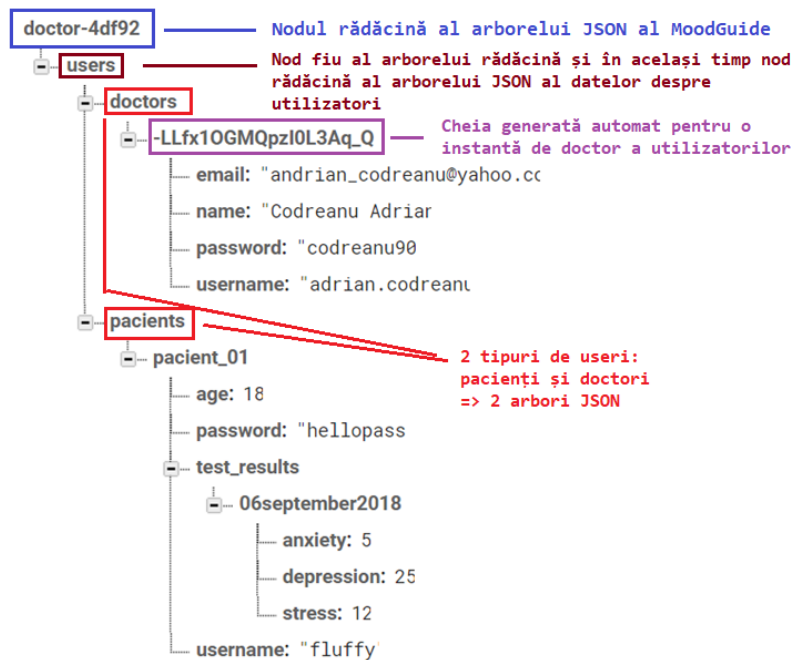 doctor-4df92 Nodul rădăcină al arborelui JSON al MoodGuide
users Nod fiu al arborelui rădăcină și în același timp nod
rădăcină al arborelui JSON al datelor despre
utilizatori
doctors
-LLfx1OGMQpzI0L3Aq_Q Cheia generată automat pentru o
instantă de doctor a utilizatorilor
email: "andrian_codreanu@yahoo.cc
name: "Codreanu Adrian
password: "codreanu90
username: "adrian.codreanu
pacients
pacient_01 2 tipuri de useri:
pacienți și doctori
=> 2 arbori JSON
age: 18
password: "hellopass
test_results
06september2018
anxiety: 5
depression: 25
stress: 12
username: "fluffy"